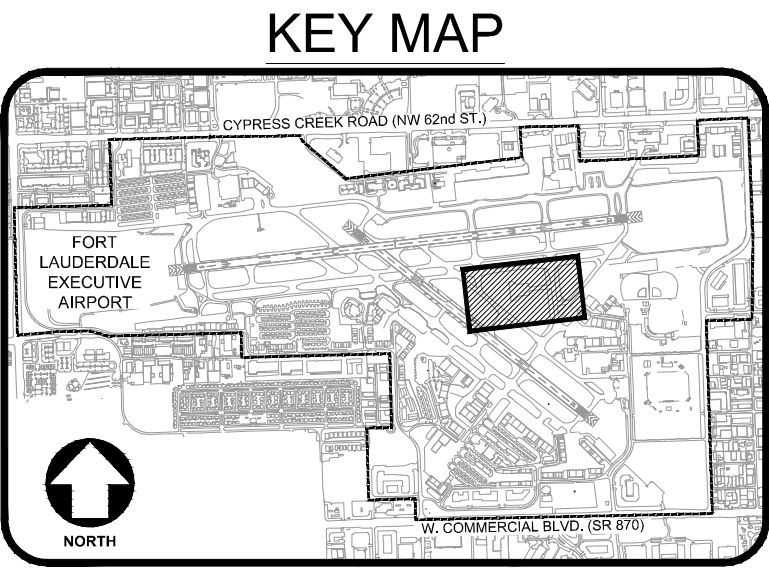 KEY MAP
CYPRESS CREEK ROAD (NW 62nd ST.)
FORT
LAUDERDALE
EXECUTIVE
AIRPORT
NORTH
W. COMMERCIAL BLVD. (SR 870)